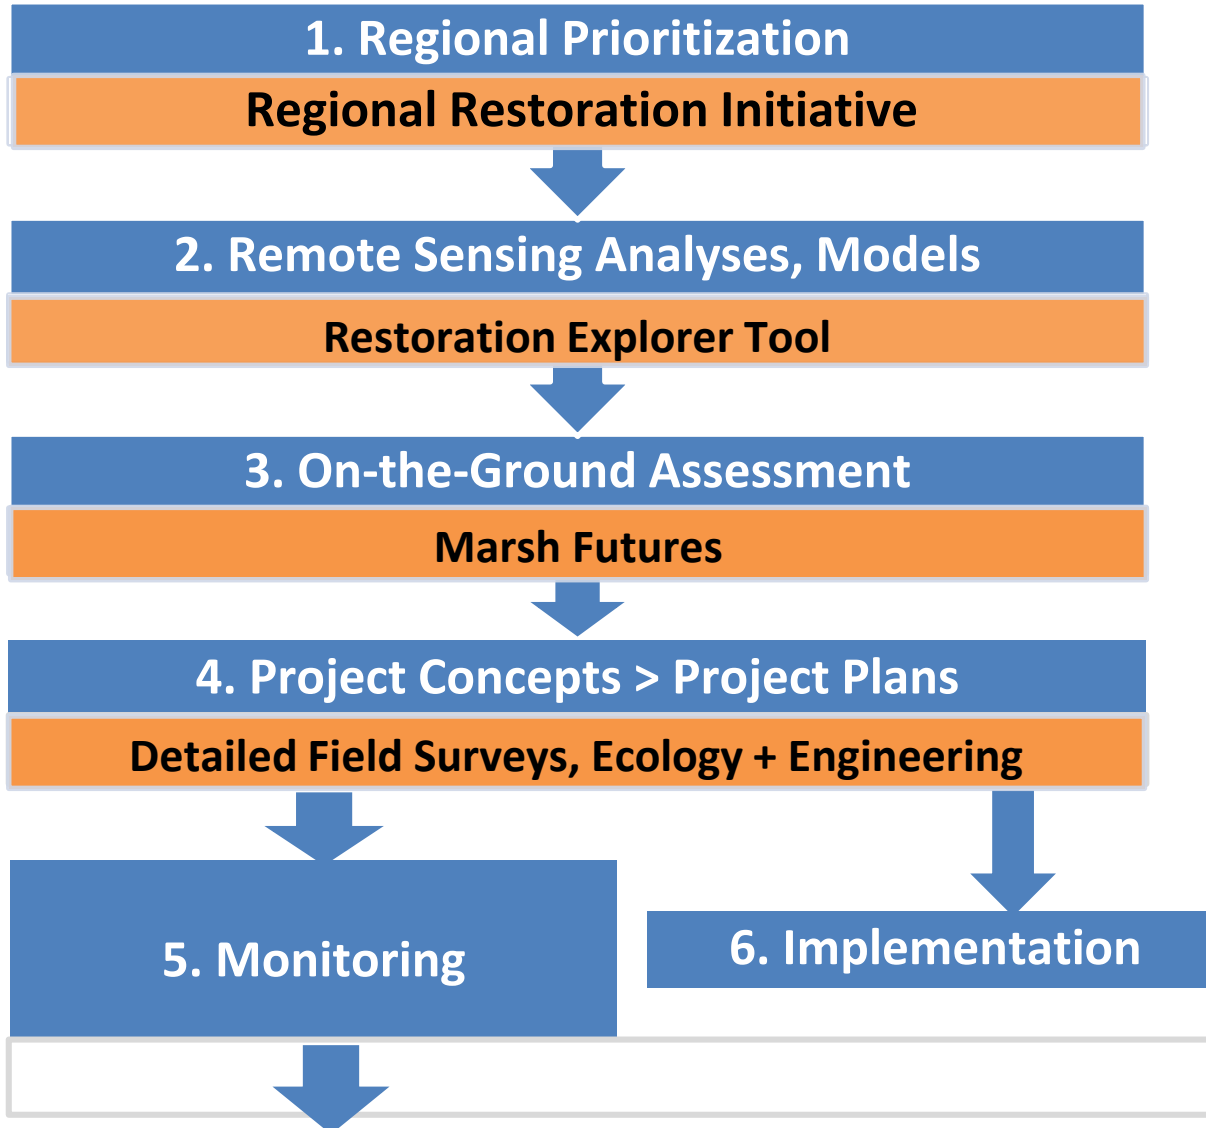 1. Regional Prioritization
Regional Restoration Initiative
2. Remote Sensing Analyses, Models
Restoration Explorer Tool
3. On-the-Ground Assessment
Marsh Futures
4. Project Concepts > Project Plans
Detailed Field Surveys, Ecology + Engineering
5. Monitoring
6. Implementation